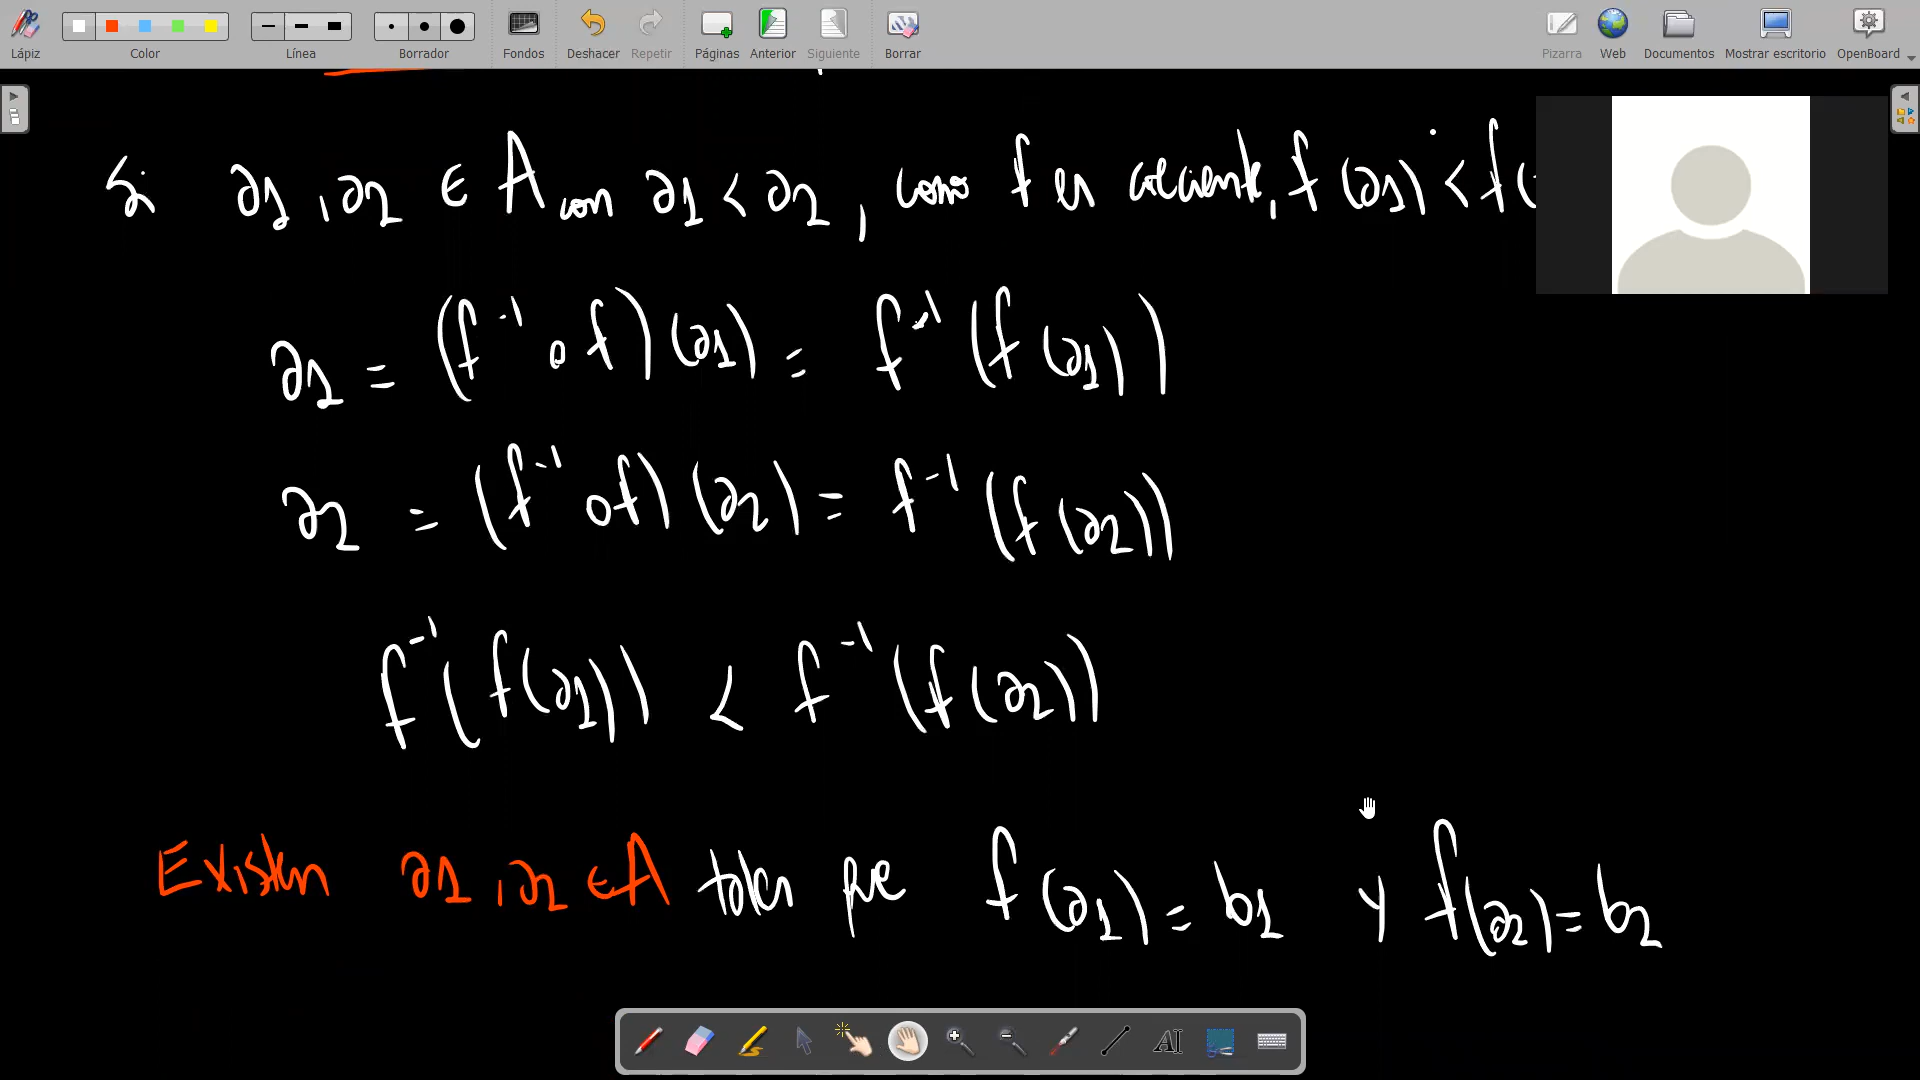 Lápiz Color Línea Borrador Fondos Deshacer Repetir Páginas Anterior Siguiente Borrar Pizarra Web Documentos Mostrar escritorio OpenBoard
Si a1, a2 ∈ A con a1 < a2, como f es creciente, f(a1) < f(
a1 = (f⁻¹ o f)(a1) = f⁻¹(f(a1))
a2 = (f⁻¹ o f)(a2) = f⁻¹(f(a2))
f⁻¹(f(a1)) < f⁻¹(f(a2))
Existen a1, a2 ∈ A tales que f(a1) = b1 y f(a2) = b2
AI